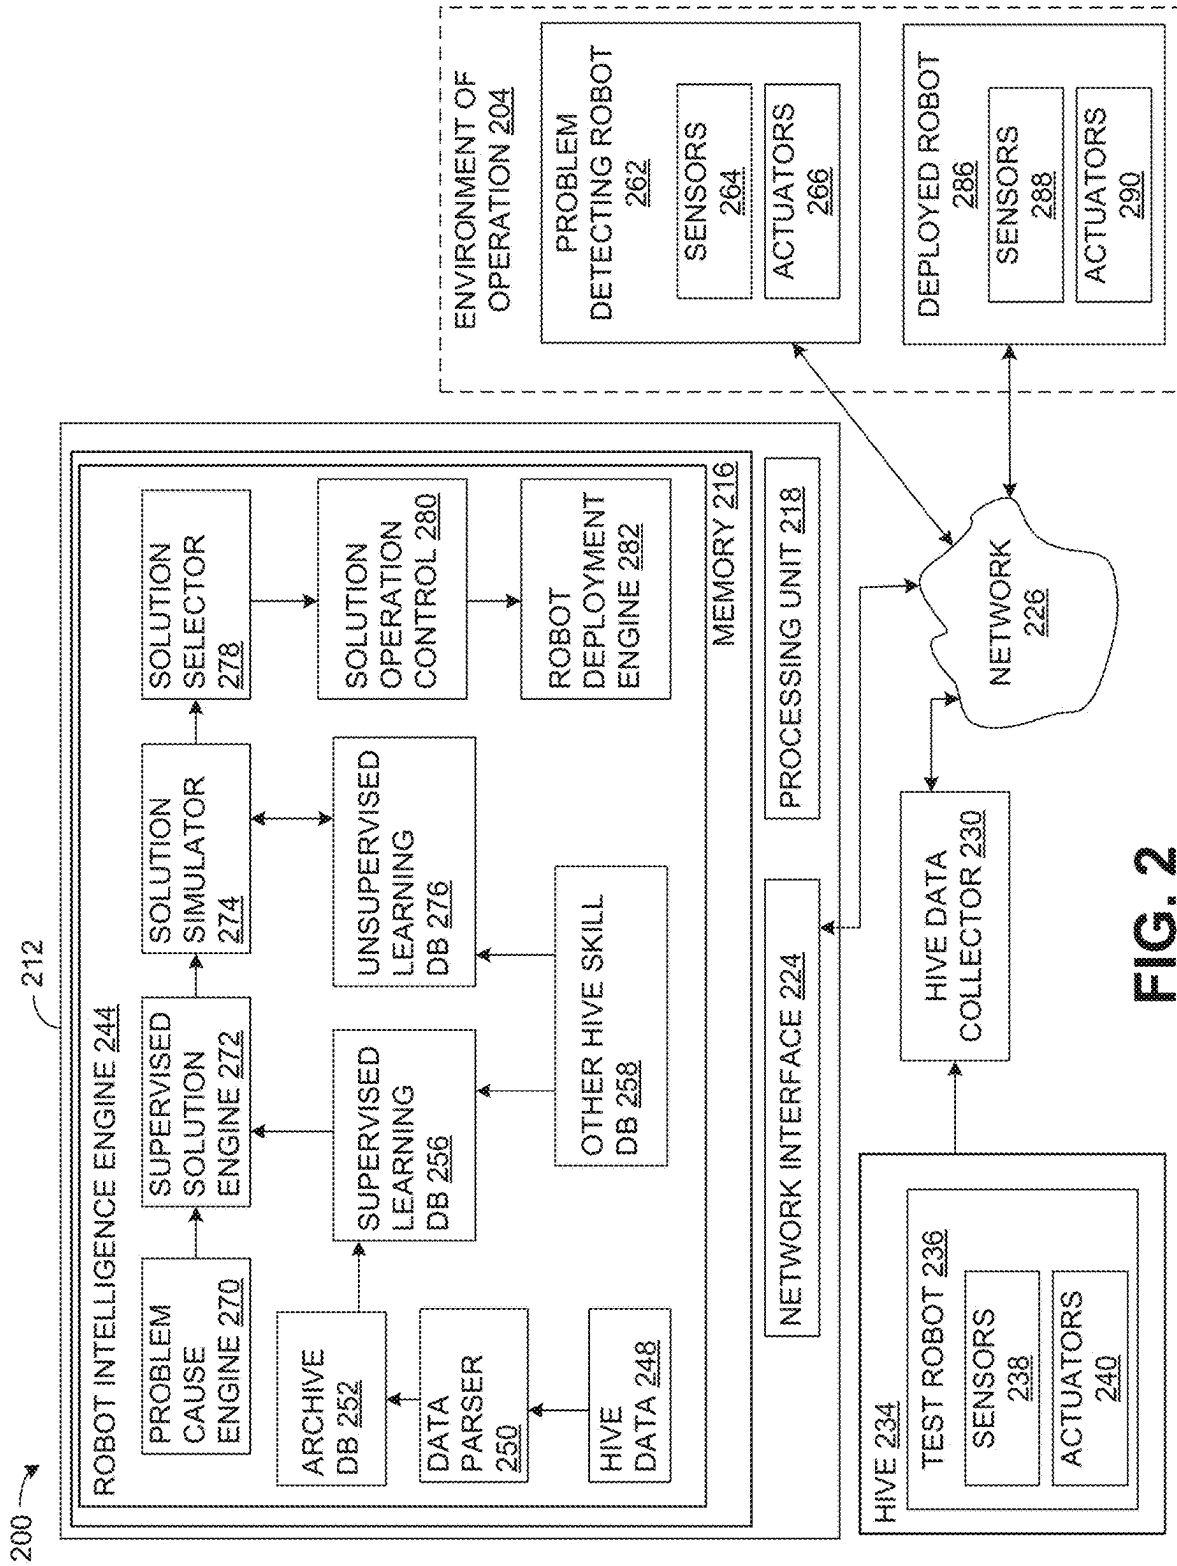 200
212
ROBOT INTELLIGENCE ENGINE 244
PROBLEM
CAUSE
ENGINE 270
SUPERVISED
SOLUTION
ENGINE 272
SOLUTION
SIMULATOR
274
SOLUTION
SELECTOR
278
ARCHIVE
DB 252
SUPERVISED
LEARNING
DB 256
UNSUPERVISED
LEARNING
DB 276
SOLUTION
OPERATION
CONTROL 280
DATA
PARSER
250
HIVE
DATA 248
OTHER HIVE SKILL
DB 258
ROBOT
DEPLOYMENT
ENGINE 282
MEMORY 216
NETWORK INTERFACE 224
PROCESSING UNIT 218
ENVIRONMENT OF
OPERATION 204
PROBLEM
DETECTING ROBOT
262
SENSORS
264
ACTUATORS
266
DEPLOYED ROBOT
286
SENSORS
288
ACTUATORS
290
HIVE 234
TEST ROBOT 236
SENSORS
238
ACTUATORS
240
HIVE DATA
COLLECTOR 230
NETWORK
226
FIG. 2